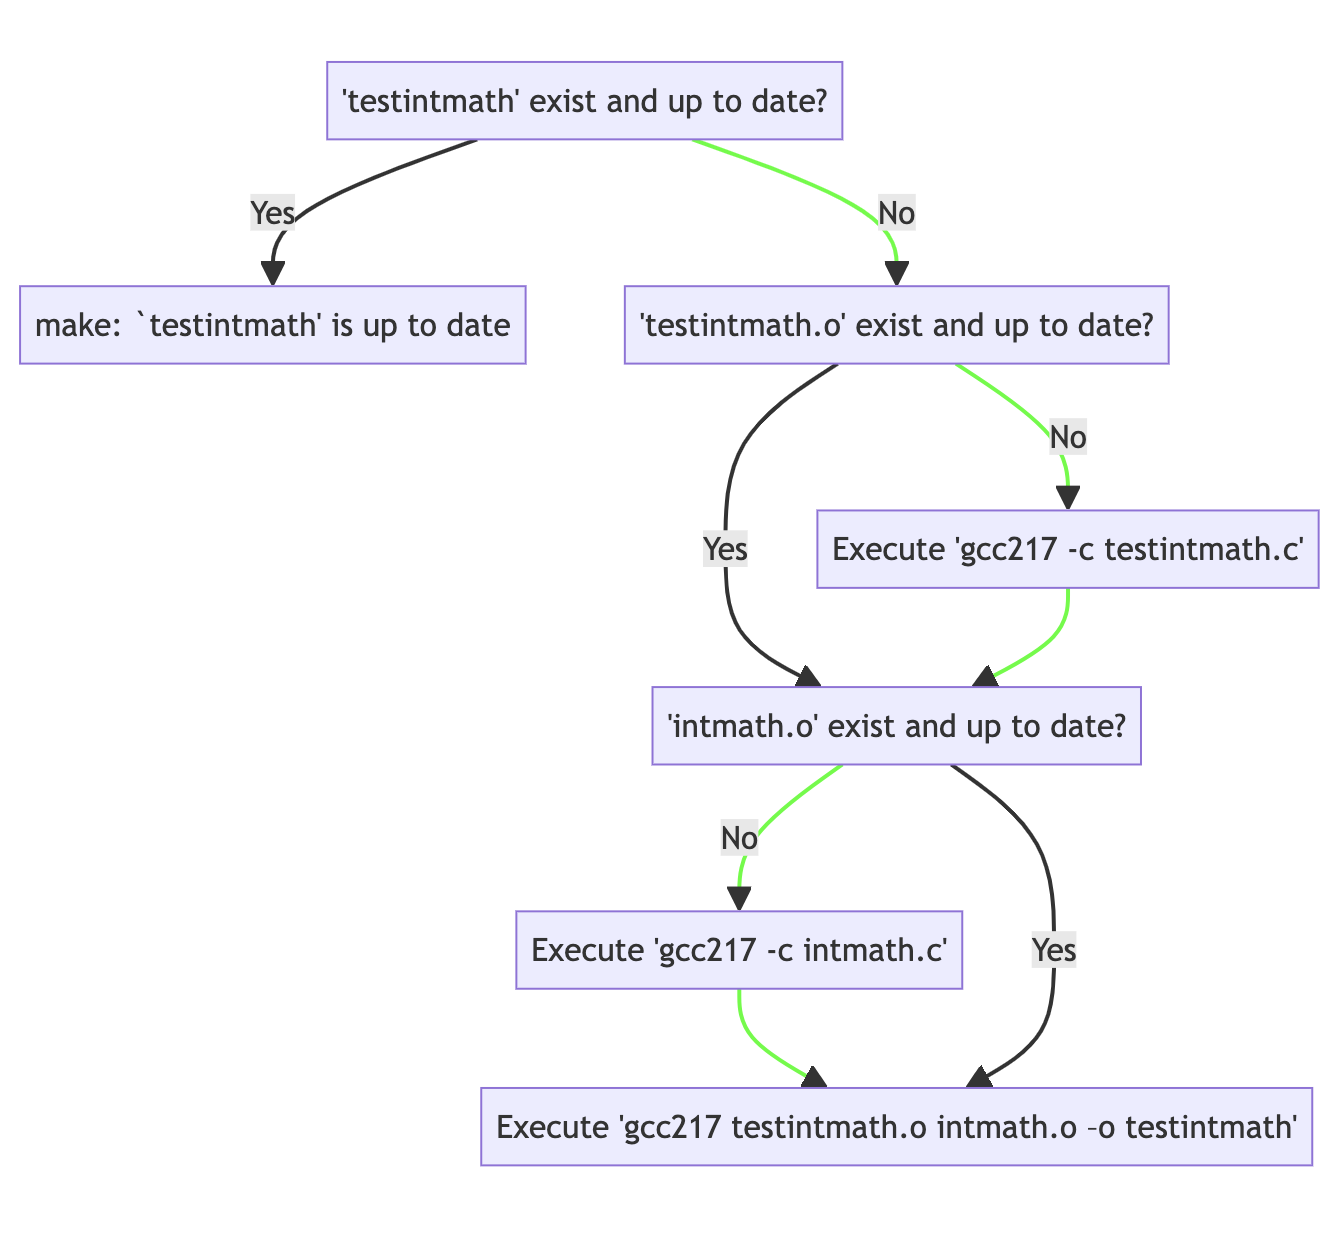 'testintmath' exist and up to date?
Yes
No
make: `testintmath' is up to date
'testintmath.o' exist and up to date?
No
Yes
Execute 'gcc217 -c testintmath.c'
'intmath.o' exist and up to date?
No
Execute 'gcc217 -c intmath.c'
Yes
Execute 'gcc217 testintmath.o intmath.o –o testintmath'